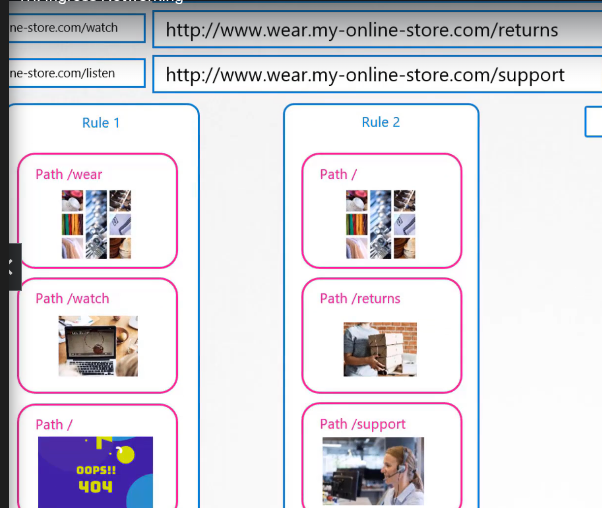 ne-store.com/watch
http://www.wear.my-online-store.com/returns
ne-store.com/listen
http://www.wear.my-online-store.com/support
Rule 1
Rule 2
Path /wear
Path /
Path /watch
Path /returns
Path /
Path /support
OOPS!!
404